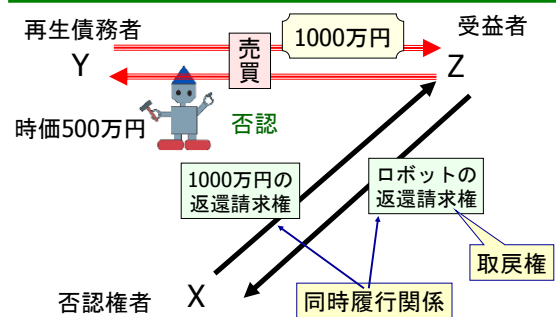 再生債務者
Y
売買
1000万円
受益者
Z
時価500万円
否認
1000万円の
返還請求権
ロボットの
返還請求権
取戻権
否認権者
X
同時履行関係